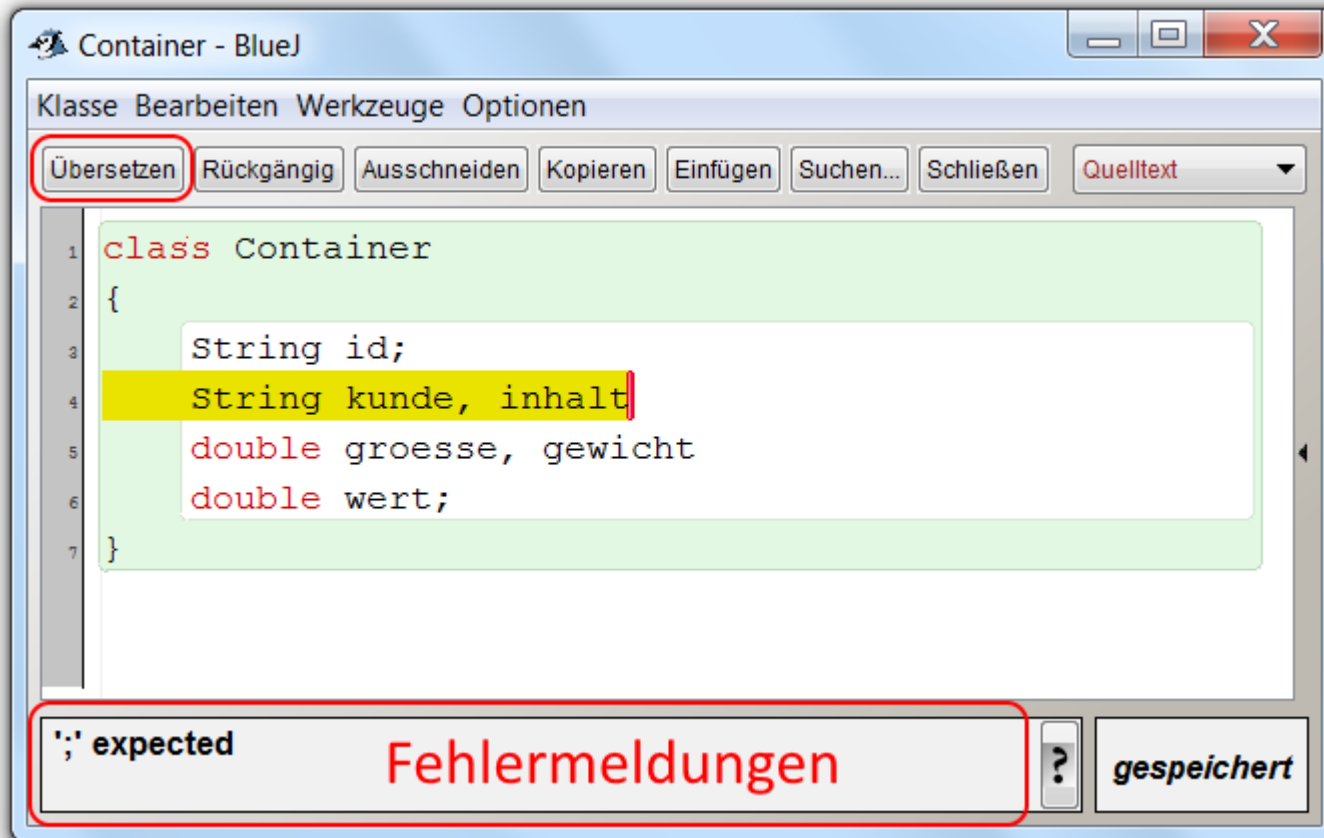 Container - BlueJ
Klasse Bearbeiten Werkzeuge Optionen
Übersetzen Rückgängig Ausschneiden Kopieren Einfügen Suchen... Schließen Quelltext
1 class Container
2 {
3 String id;
4 String kunde, inhalt
5 double groesse, gewicht
6 double wert;
7 }
';' expected Fehlermeldungen ? gespeichert